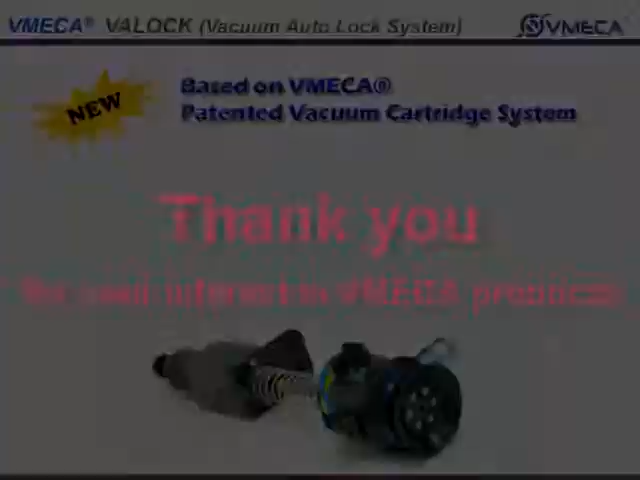 VMECA® VALOCK (Vacuum Auto Lock System)
VMECA
NEW
Based on VMECA®
Patented Vacuum Cartridge System
Thank you
interest in VMECA products